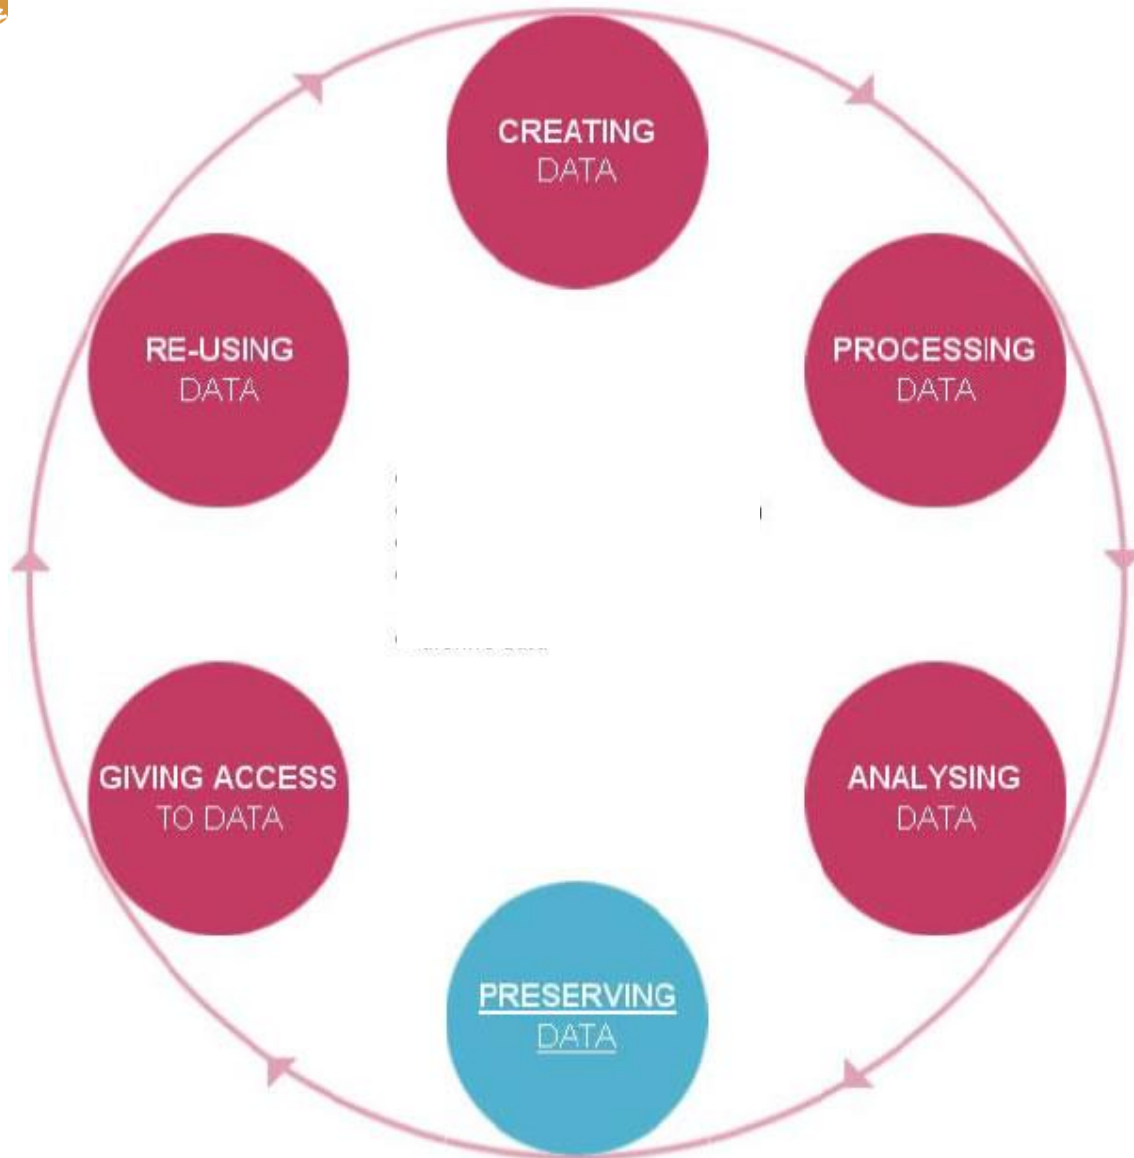 CREATING
DATA
PROCESSING
DATA
ANALYSING
DATA
PRESERVING
DATA
GIVING ACCESS
TO DATA
RE-USING
DATA